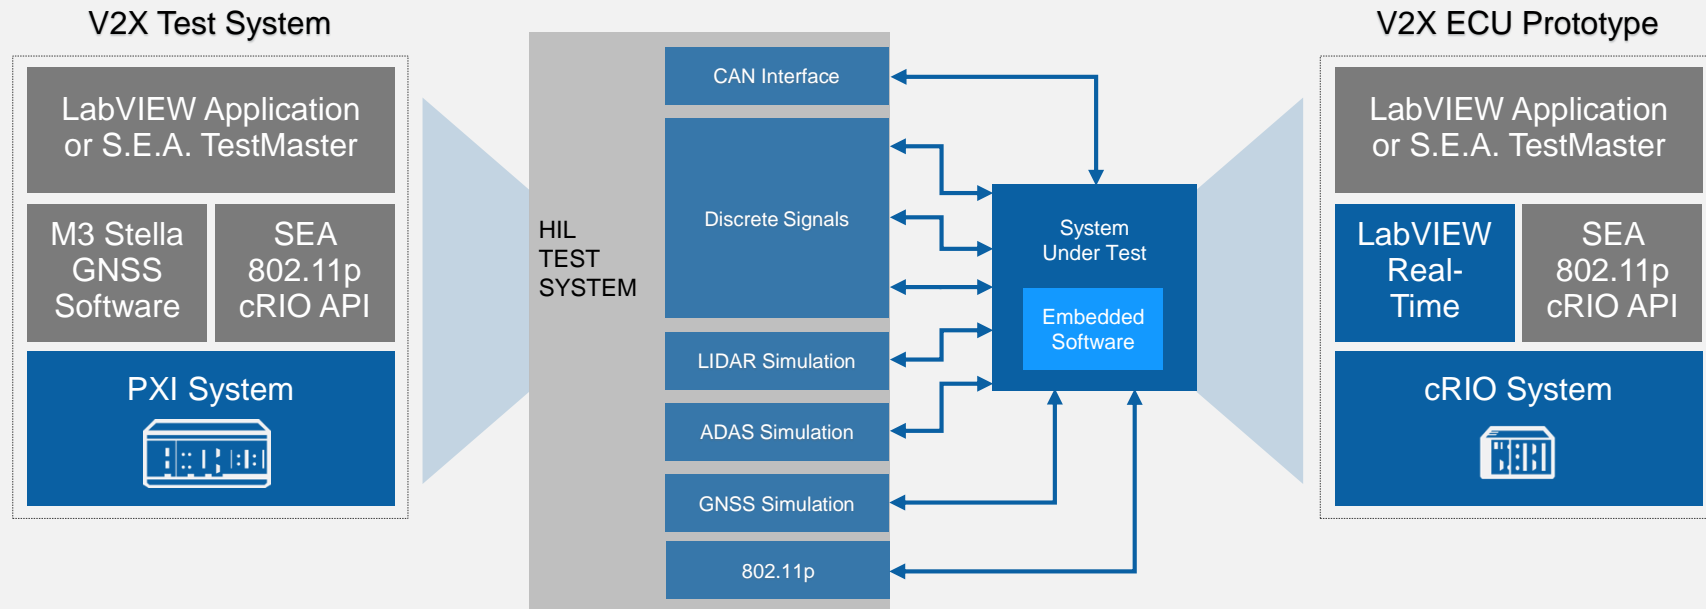 V2X Test System
LabVIEW Application
or S.E.A. TestMaster
M3 Stella
GNSS
Software
SEA
802.11p
cRIO API
PXI System
HIL
TEST
SYSTEM
CAN Interface
Discrete Signals
LIDAR Simulation
ADAS Simulation
GNSS Simulation
802.11p
System
Under Test
Embedded
Software
V2X ECU Prototype
LabVIEW Application
or S.E.A. TestMaster
LabVIEW
Real-
Time
SEA
802.11p
cRIO API
cRIO System